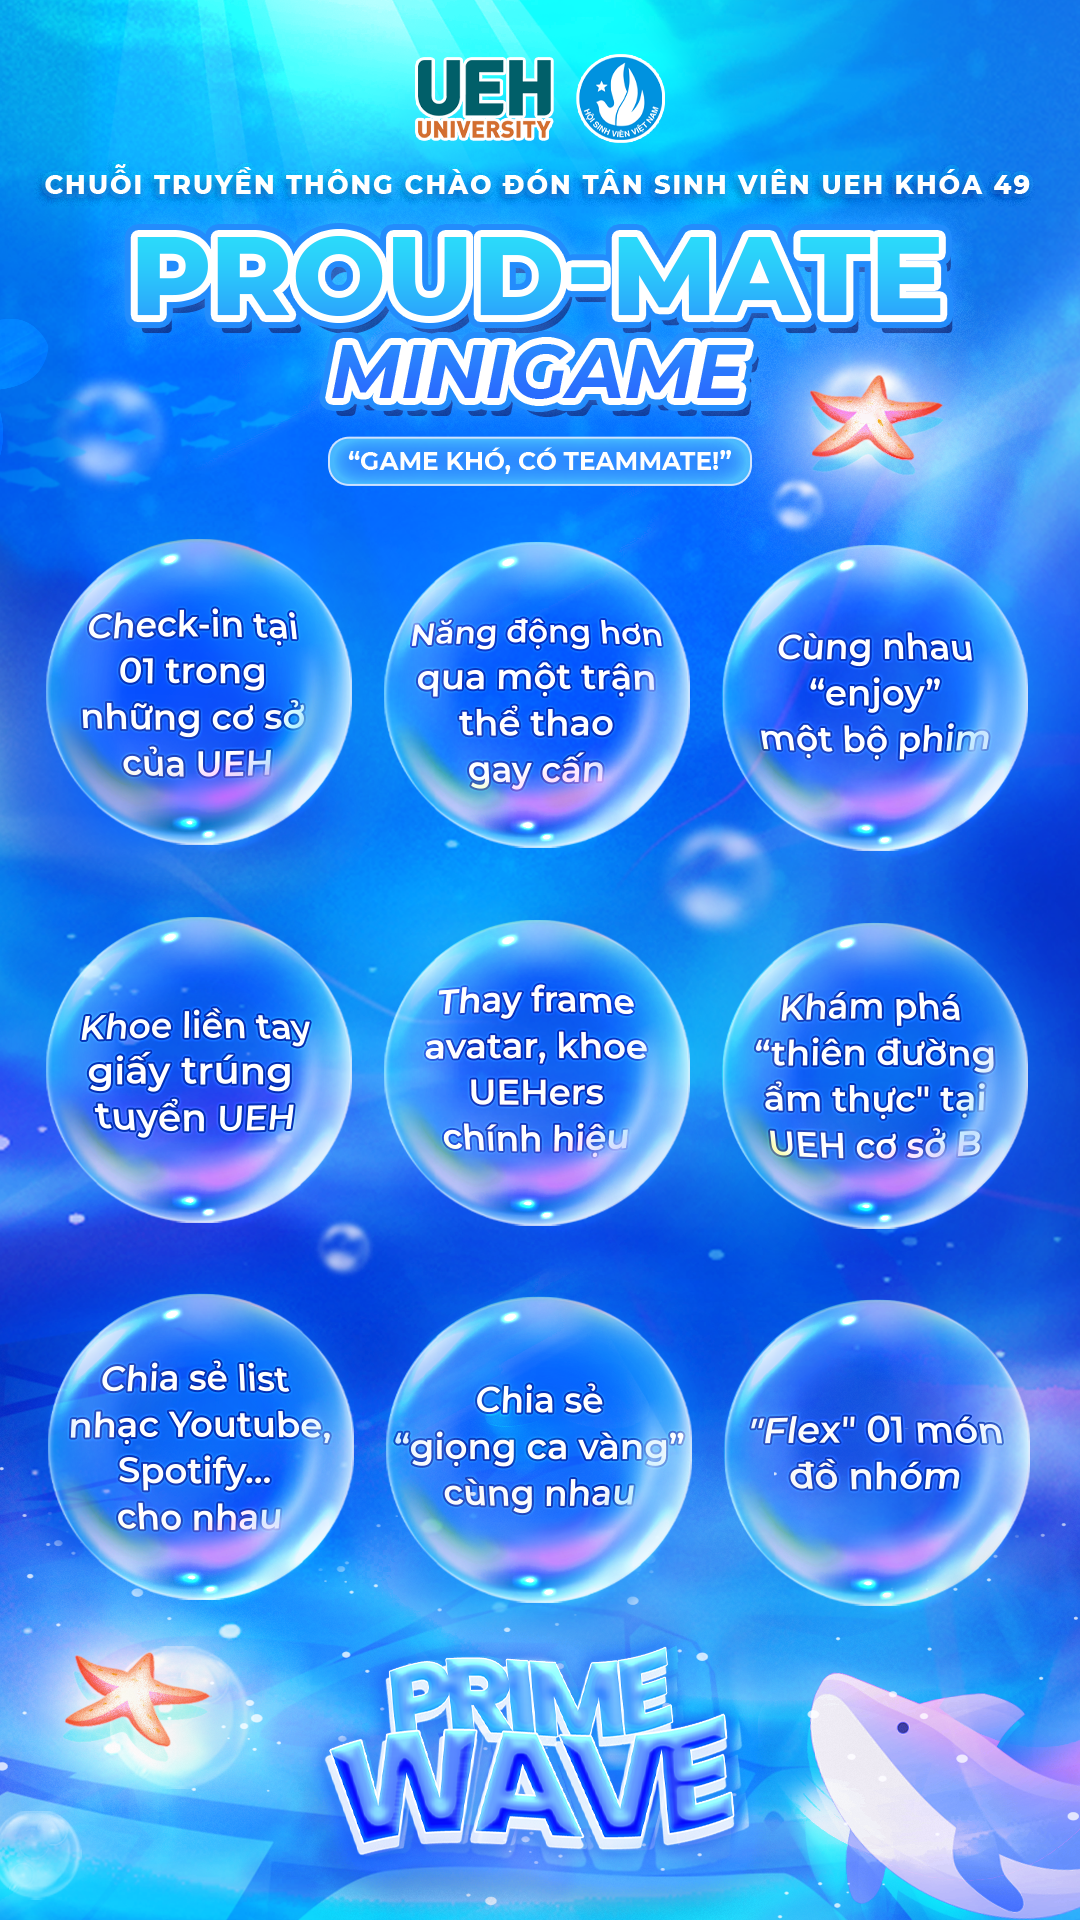 UEH
UNIVERSITY
HỘI SINH VIÊN VIỆT NAM
CHUỖI TRUYỀN THÔNG CHÀO ĐÓN TÂN SINH VIÊN UEH KHÓA 49
PROUD-MATE
MINIGAME
“GAME KHÓ, CÓ TEAMMATE!”
Check-in tại
01 trong
những cơ sở
của UEH
Năng động hơn
qua một trận
thể thao
gay cấn
Cùng nhau
“enjoy”
một bộ phim
Khoe liền tay
giấy trúng
tuyển UEH
Thay frame
avatar, khoe
UEHers
chính hiệu
Khám phá
“thiên đường
ẩm thực" tại
UEH cơ sở B
Chia sẻ list
nhạc Youtube,
Spotify...
cho nhau
Chia sẻ
“giọng ca vàng”
cùng nhau
"Flex" 01 món
đồ nhóm
PRIME
WAVE